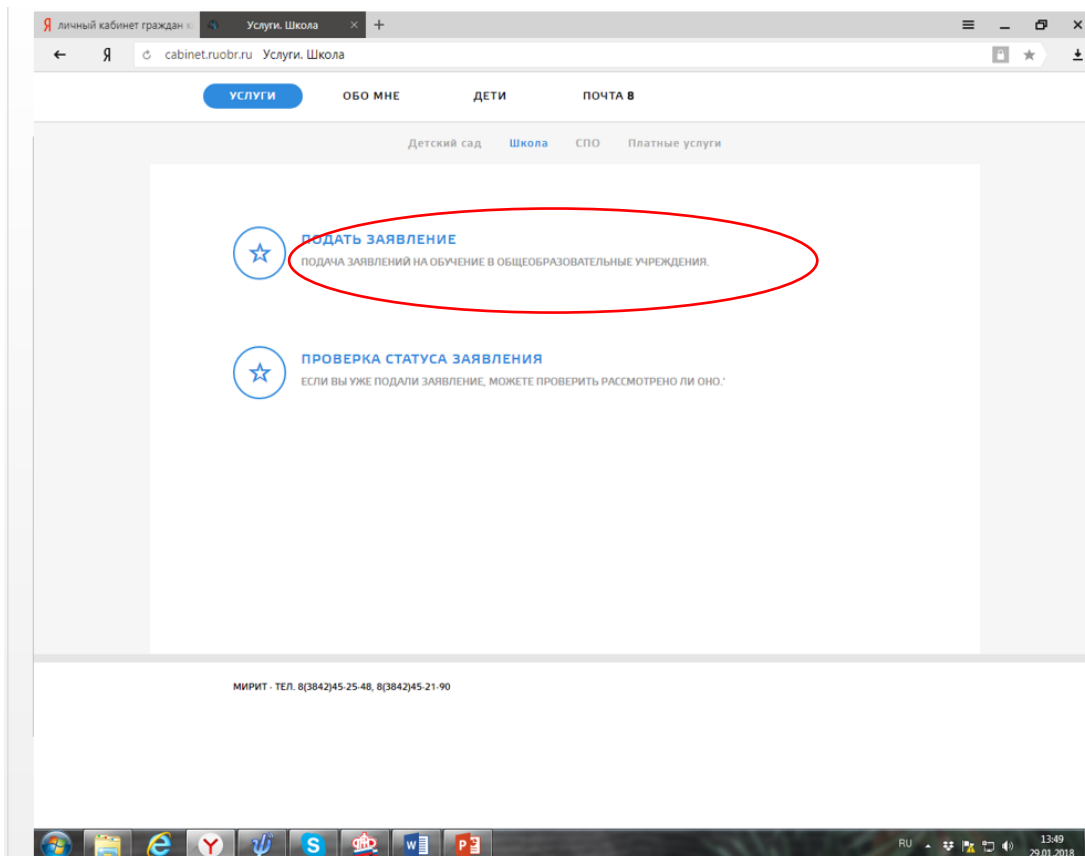 Я личный кабинет граждан к
Услуги. Школа
cabinet.ruobr.ru Услуги. Школа
УСЛУГИ ОБО МНЕ ДЕТИ ПОЧТА 8
Детский сад Школа СПО Платные услуги
ПОДАТЬ ЗАЯВЛЕНИЕ
ПОДАЧА ЗАЯВЛЕНИЙ НА ОБУЧЕНИЕ В ОБЩЕОБРАЗОВАТЕЛЬНЫЕ УЧРЕЖДЕНИЯ.
ПРОВЕРКА СТАТУСА ЗАЯВЛЕНИЯ
ЕСЛИ ВЫ УЖЕ ПОДАЛИ ЗАЯВЛЕНИЕ, МОЖЕТЕ ПРОВЕРИТЬ РАССМОТРЕНО ЛИ ОНО.'
МИРИТ - ТЕЛ. 8(3842)45-25-48, 8(3842)45-21-90
RU 13:49
29.01.2018